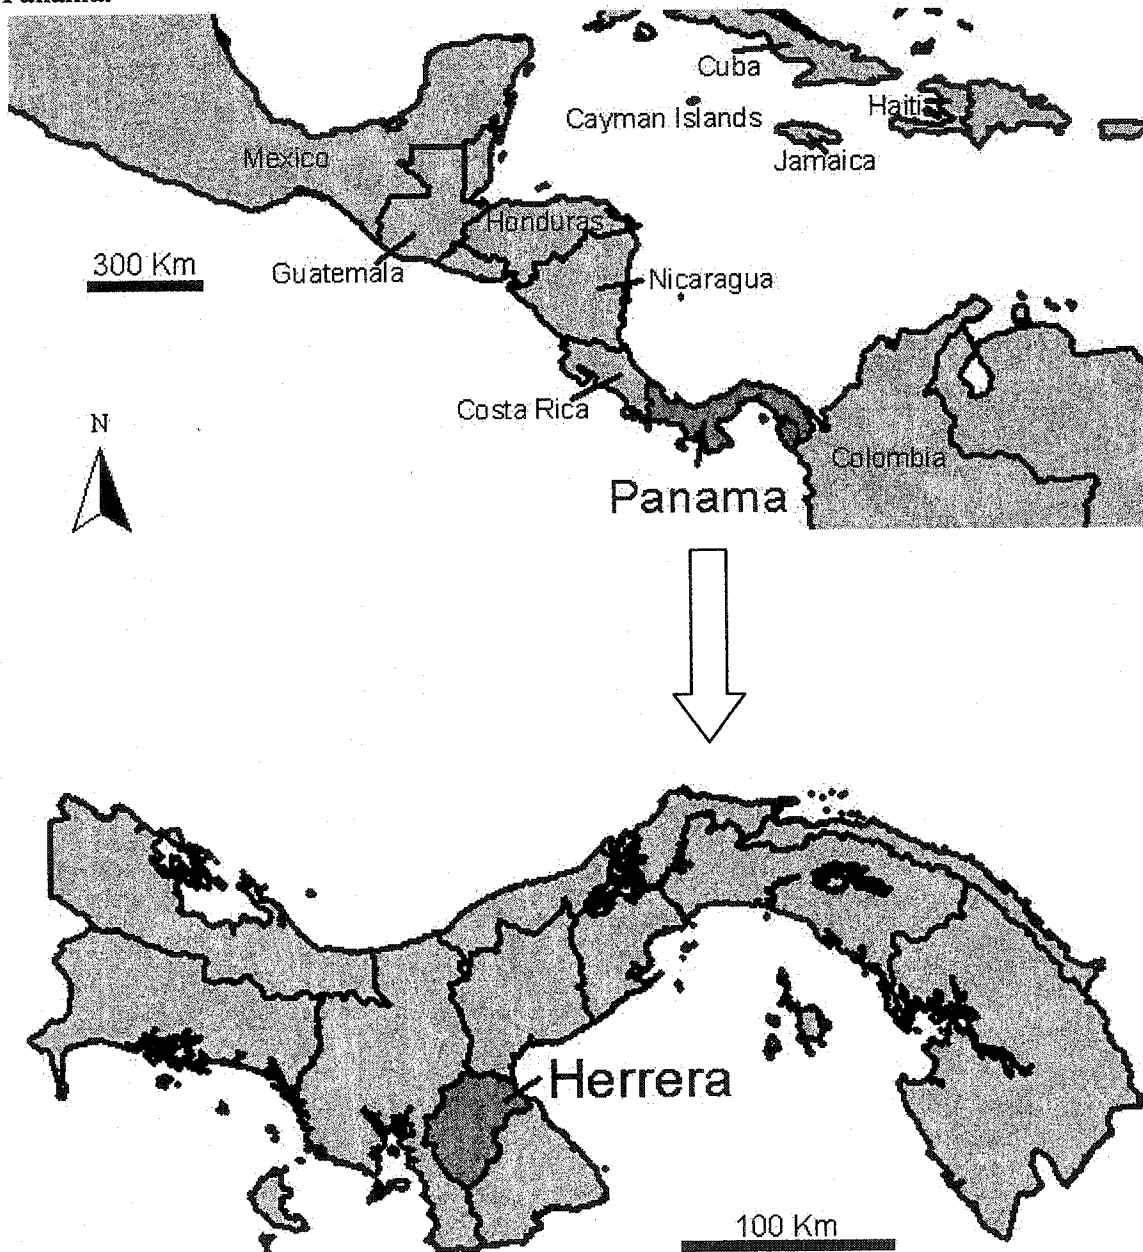 Panama.
Cuba
Haiti
Cayman Islands
Jamaica
Mexico
Honduras
300 Km
Guatemala
Nicaragua
Costa Rica
N
Colombia
Panama
Herrera
100 Km